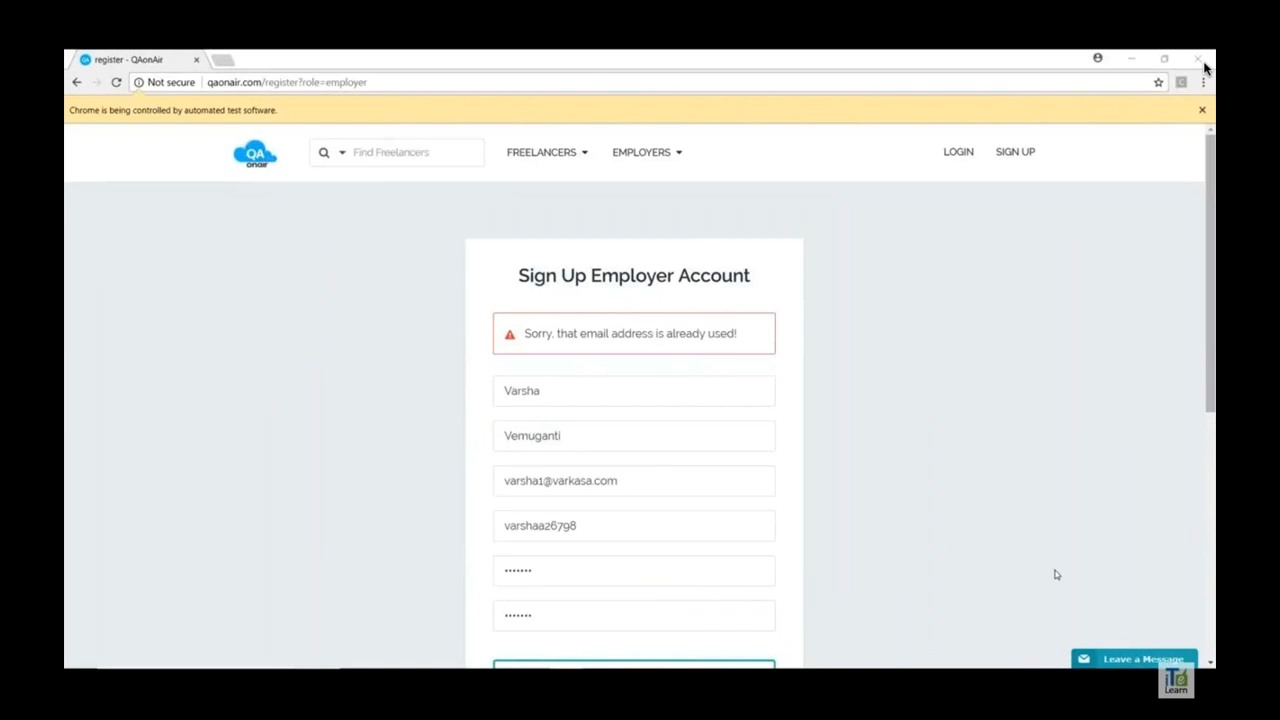 register - QAonAir
Not secure qaonair.com/register?role=employer
Chrome is being controlled by automated test software.
QA
onair
Find Freelancers
FREELANCERS
EMPLOYERS
LOGIN
SIGN UP
Sign Up Employer Account
Sorry, that email address is already used!
Varsha
Vemuganti
varsha1@varkasa.com
varshaa26798
•••••••
•••••••
Leave a Message
iTe
Learn